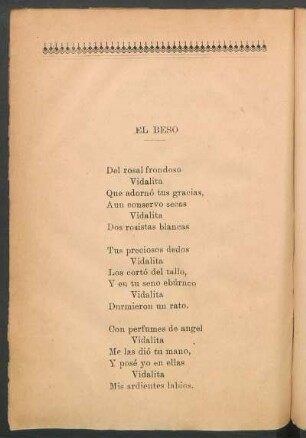 EL BESO
Del rosal frondoso
Vidalita
Que adornó tus gracias,
Aun conservo secas
Vidalita
Dos rositas blancas
Tus preciosos dedos
Vidalita
Los cortó del tallo,
Y en tu seno ebúrneo
Vidalita
Durmieron un rato.
Con perfumes de angel
Vidalita
Me las dió tu mano,
Y posé yo en ellas
Vidalita
Mis ardientes labios.